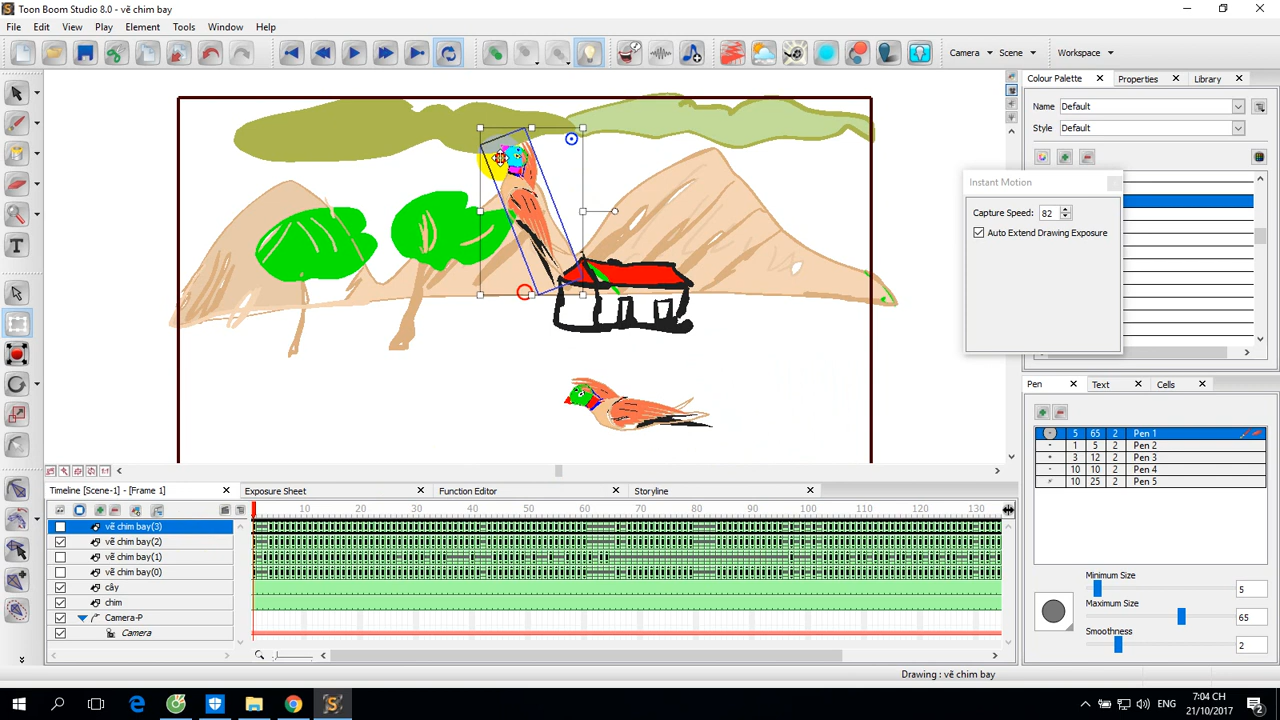 Toon Boom Studio 8.0 - vẽ chim bay
File Edit View Play Element Tools Window Help
Camera Scene Workspace
Colour Palette Properties Library
Name Default
Style Default
Instant Motion
Capture Speed: 82
Auto Extend Drawing Exposure
Pen Text Cells
5 65 2 Pen 1
1 5 2 Pen 2
3 12 2 Pen 3
10 10 2 Pen 4
10 25 2 Pen 5
Minimum Size
5
Maximum Size
65
Smoothness
2
Timeline [Scene-1] - [Frame 1] Exposure Sheet Function Editor Storyline
10 20 30 40 50 60 70 80 90 100 110 120 130
vẽ chim bay(3)
vẽ chim bay(2)
vẽ chim bay(1)
vẽ chim bay(0)
cây
chim
Camera-P
Camera
Drawing : vẽ chim bay
7:04 CH
21/10/2017
2